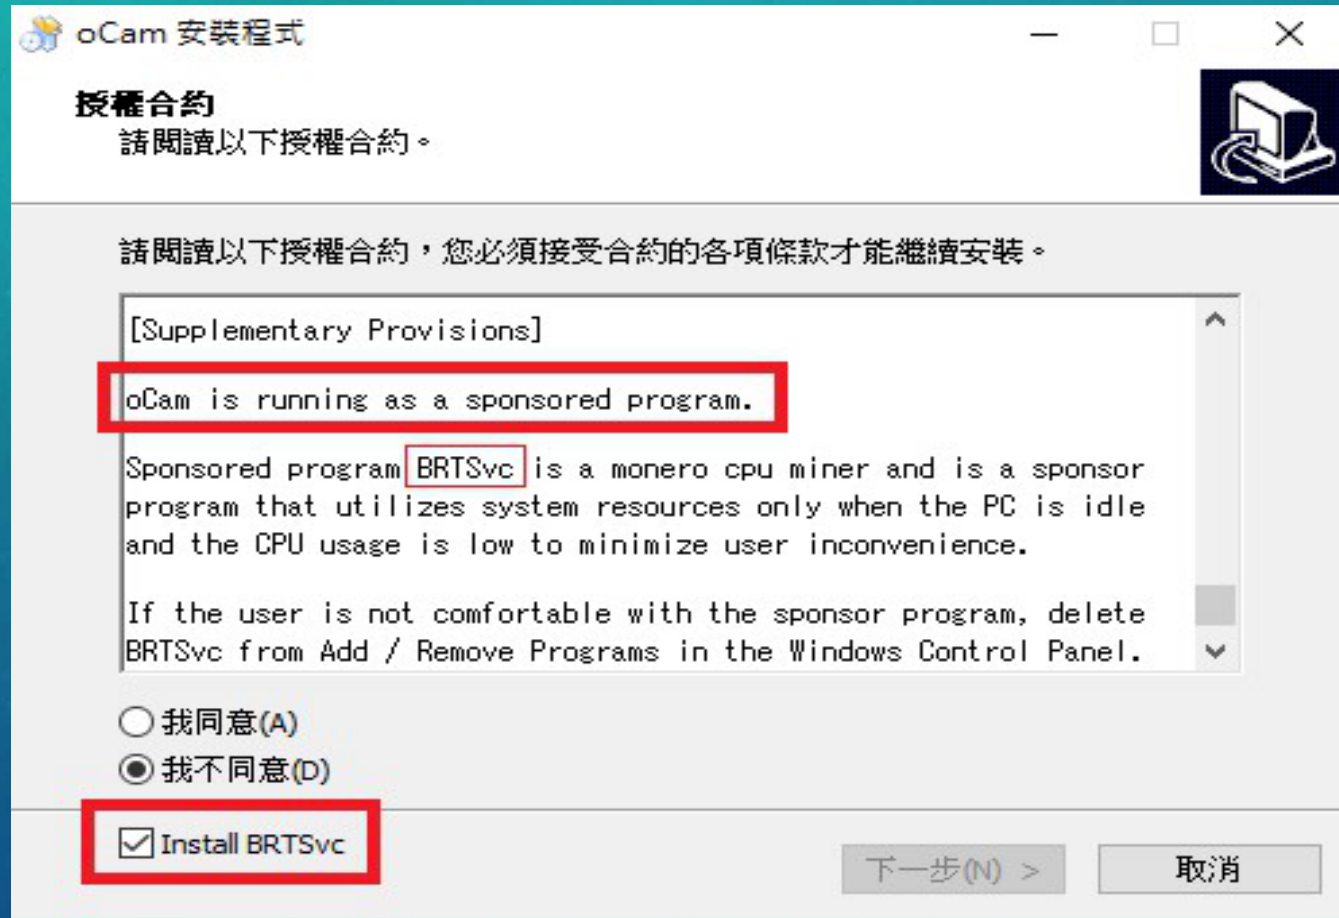 oCam 安裝程式
授權合約
請閱讀以下授權合約。
請閱讀以下授權合約，您必須接受合約的各項條款才能繼續安裝。
[Supplementary Provisions]
oCam is running as a sponsored program.
Sponsored program BRTSvc is a monero cpu miner and is a sponsor
program that utilizes system resources only when the PC is idle
and the CPU usage is low to minimize user inconvenience.
If the user is not comfortable with the sponsor program, delete
BRTSvc from Add / Remove Programs in the Windows Control Panel.
我同意(A)
我不同意(D)
Install BRTSvc
下一步(N) >
取消